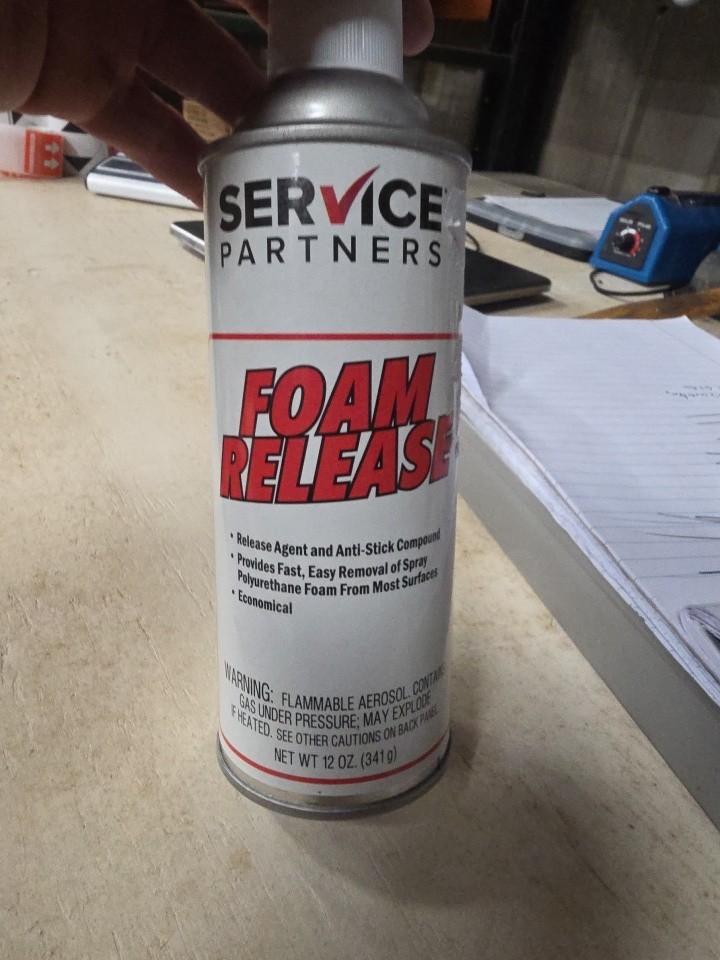 SERVICE
PARTNERS
FOAM
RELEASE
• Release Agent and Anti-Stick Compound
• Provides Fast, Easy Removal of Spray
Polyurethane Foam From Most Surfaces
• Economical
WARNING: FLAMMABLE AEROSOL. CONTAINS
GAS UNDER PRESSURE; MAY EXPLODE
IF HEATED. SEE OTHER CAUTIONS ON BACK PANEL.
NET WT 12 OZ. (341g)